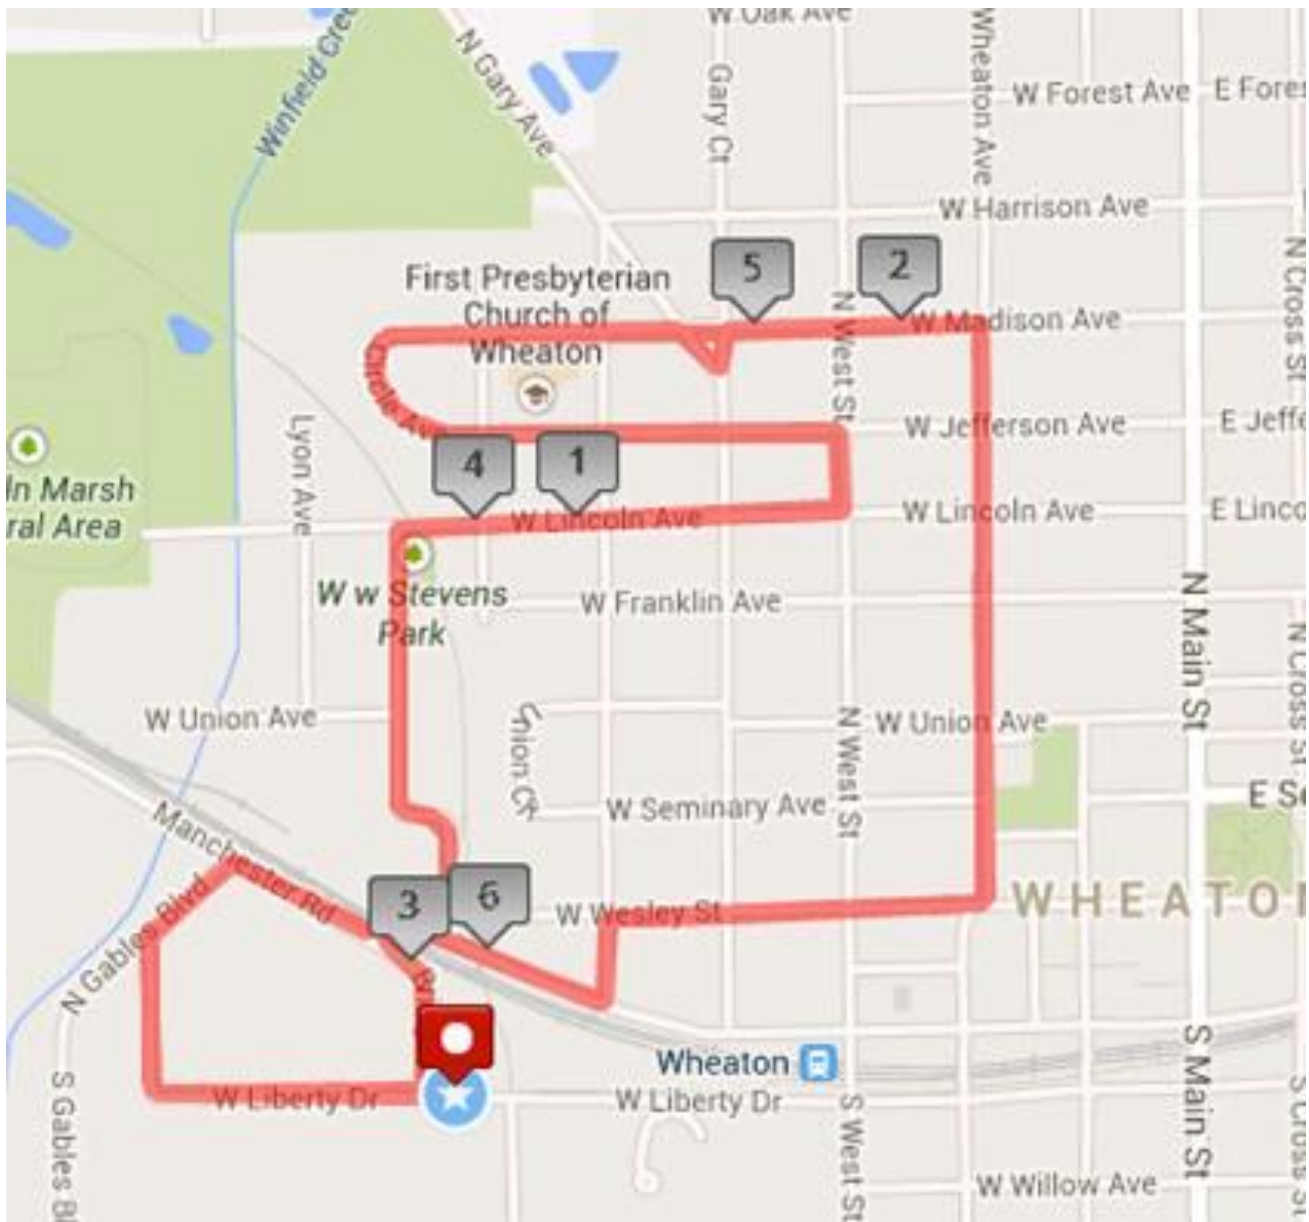 W Oak Ave
Winfield Cree
N Gary Ave
Gary Ct
Wheaton Ave
W Forest Ave
E Fores
W Harrison Ave
N Cross St
5
2
First Presbyterian
Church of
Wheaton
N West St
W Madison Ave
Circle Ave
Lyon Ave
W Jefferson Ave
E Jeffe
4
1
ln Marsh
ral Area
W Lincoln Ave
W Lincoln Ave
E Linco
W w Stevens
Park
W Franklin Ave
N Main St
N Cross St
W Union Ave
Union Ct
N West St
W Union Ave
W Seminary Ave
E Se
Manchester Rd
3
6
W Wesley St
WHEATON
N Gables Blvd
Wheaton
S Main St
W Liberty Dr
W Liberty Dr
S Gables Bl
S West St
S Cross St
W Willow Ave